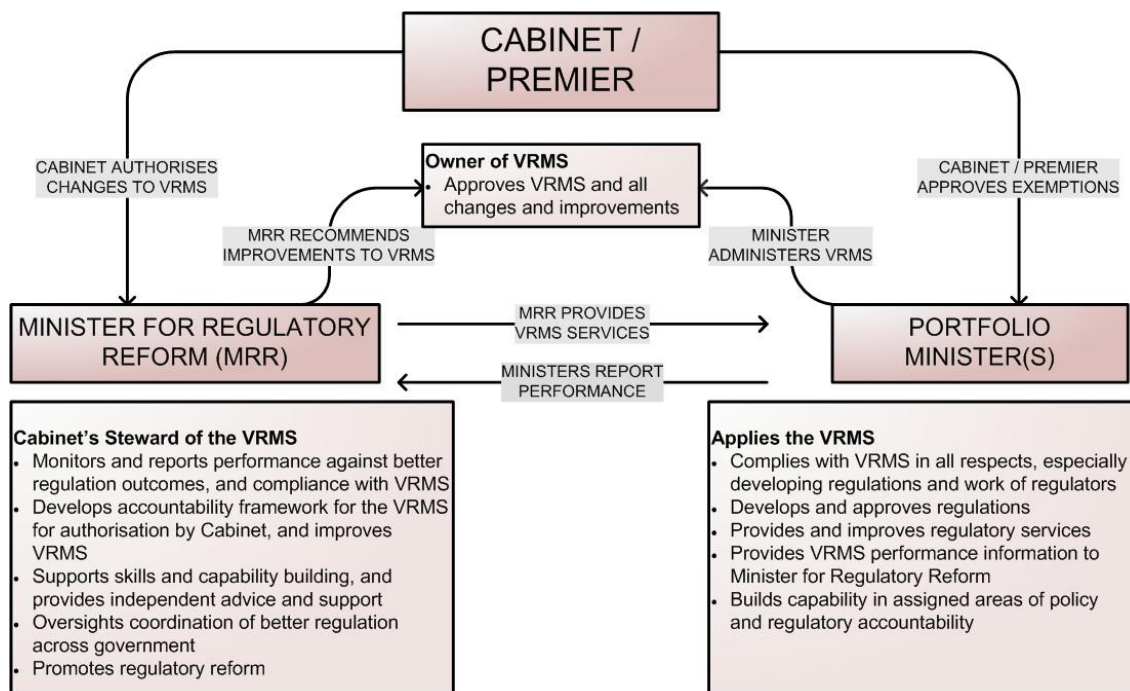 CABINET /
PREMIER
CABINET AUTHORISES
CHANGES TO VRMS
Owner of VRMS
• Approves VRMS and all
changes and improvements
CABINET / PREMIER
APPROVES EXEMPTIONS
MRR RECOMMENDS
IMPROVEMENTS TO VRMS
MINISTER
ADMINISTERS VRMS
MINISTER FOR REGULATORY
REFORM (MRR)
MRR PROVIDES
VRMS SERVICES
MINISTERS REPORT
PERFORMANCE
PORTFOLIO
MINISTER(S)
Cabinet's Steward of the VRMS
• Monitors and reports performance against better
regulation outcomes, and compliance with VRMS
• Develops accountability framework for the VRMS
for authorisation by Cabinet, and improves
VRMS
• Supports skills and capability building, and
provides independent advice and support
• Oversights coordination of better regulation
across government
• Promotes regulatory reform
Applies the VRMS
• Complies with VRMS in all respects, especially
developing regulations and work of regulators
• Develops and approves regulations
• Provides and improves regulatory services
• Provides VRMS performance information to
Minister for Regulatory Reform
• Builds capability in assigned areas of policy
and regulatory accountability